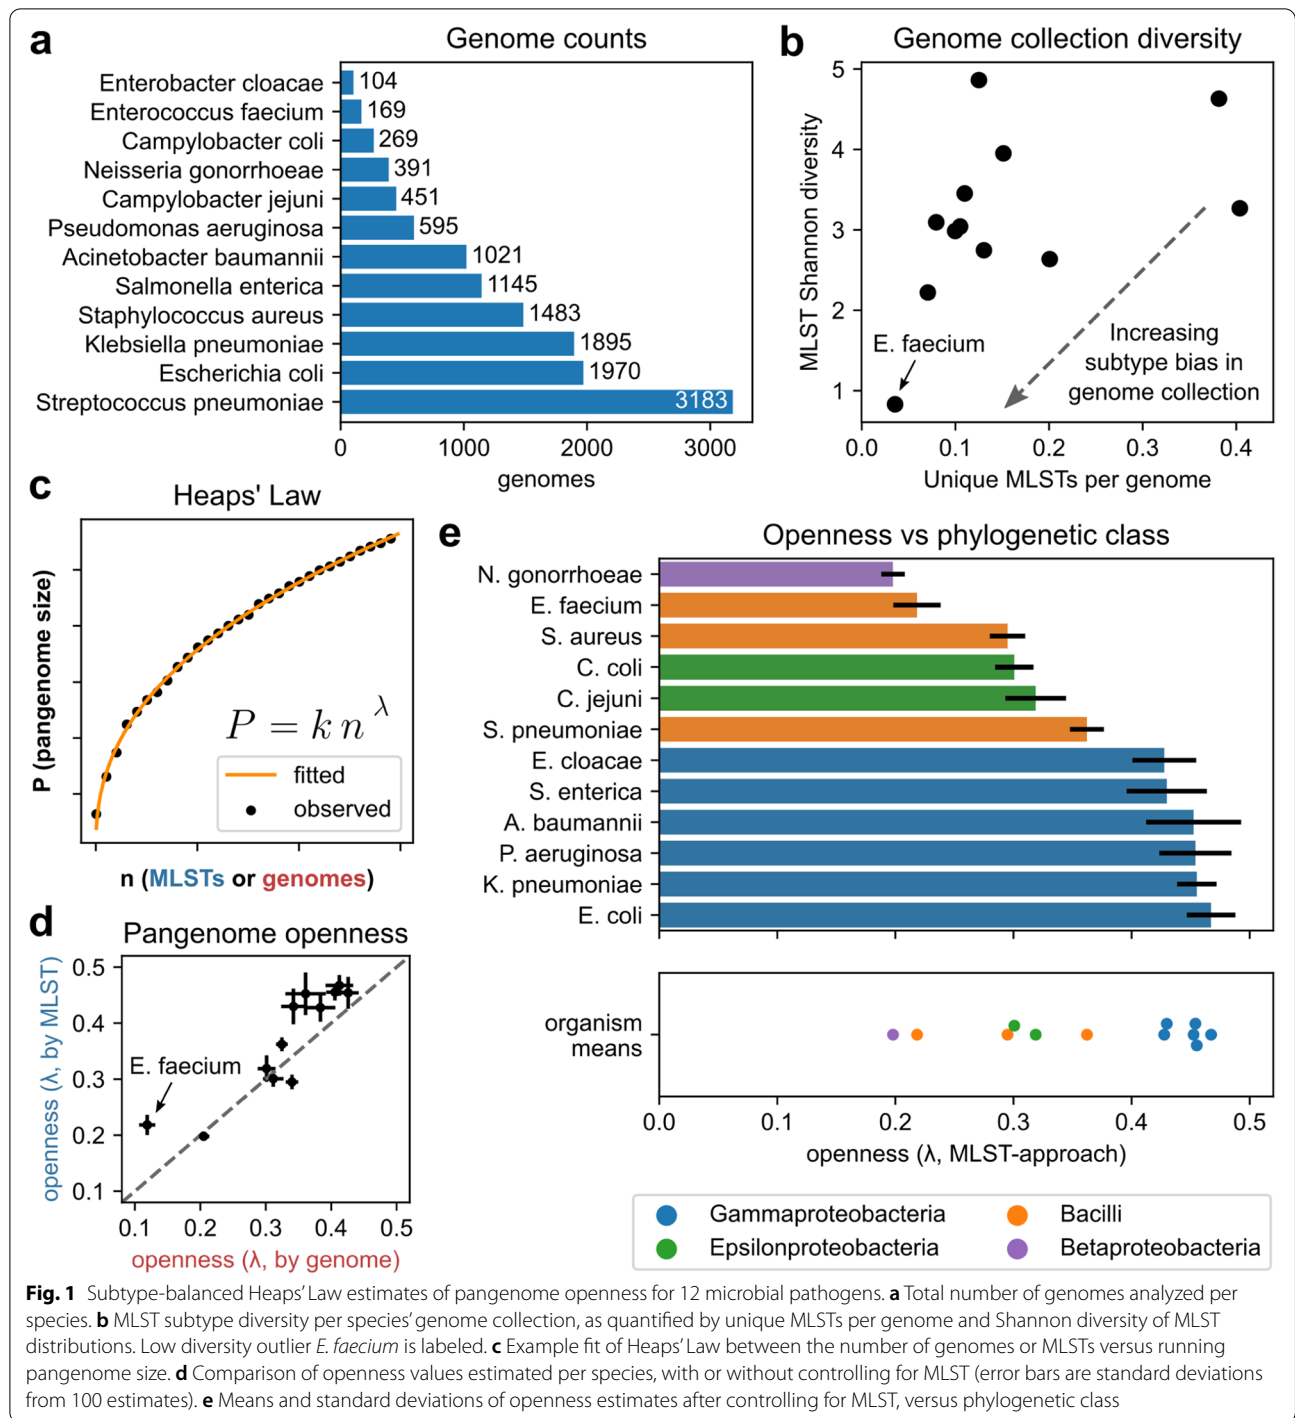 a
Genome counts
Enterobacter cloacae 104
Enterococcus faecium 169
Campylobacter coli 269
Neisseria gonorrhoeae 391
Campylobacter jejuni 451
Pseudomonas aeruginosa 595
Acinetobacter baumannii 1021
Salmonella enterica 1145
Staphylococcus aureus 1483
Klebsiella pneumoniae 1895
Escherichia coli 1970
Streptococcus pneumoniae 3183
0 1000 2000 3000
genomes
b
Genome collection diversity
MLST Shannon diversity
5
4
3
2
1
E. faecium
Increasing
subtype bias in
genome collection
0.0 0.1 0.2 0.3 0.4
Unique MLSTs per genome
c
Heaps' Law
P (pangenome size)
P = k n^λ
fitted
observed
n (MLSTs or genomes)
d
Pangenome openness
openness (λ, by MLST)
0.5
0.4
0.3
0.2
0.1
E. faecium
0.1 0.2 0.3 0.4 0.5
openness (λ, by genome)
e
Openness vs phylogenetic class
N. gonorrhoeae
E. faecium
S. aureus
C. coli
C. jejuni
S. pneumoniae
E. cloacae
S. enterica
A. baumannii
P. aeruginosa
K. pneumoniae
E. coli
organism
means
0.0 0.1 0.2 0.3 0.4 0.5
openness (λ, MLST-approach)
Gammaproteobacteria Bacilli
Epsilonproteobacteria Betaproteobacteria
Fig. 1 Subtype-balanced Heaps' Law estimates of pangenome openness for 12 microbial pathogens. a Total number of genomes analyzed per
species. b MLST subtype diversity per species' genome collection, as quantified by unique MLSTs per genome and Shannon diversity of MLST
distributions. Low diversity outlier E. faecium is labeled. c Example fit of Heaps' Law between the number of genomes or MLSTs versus running
pangenome size. d Comparison of openness values estimated per species, with or without controlling for MLST (error bars are standard deviations
from 100 estimates). e Means and standard deviations of openness estimates after controlling for MLST, versus phylogenetic class